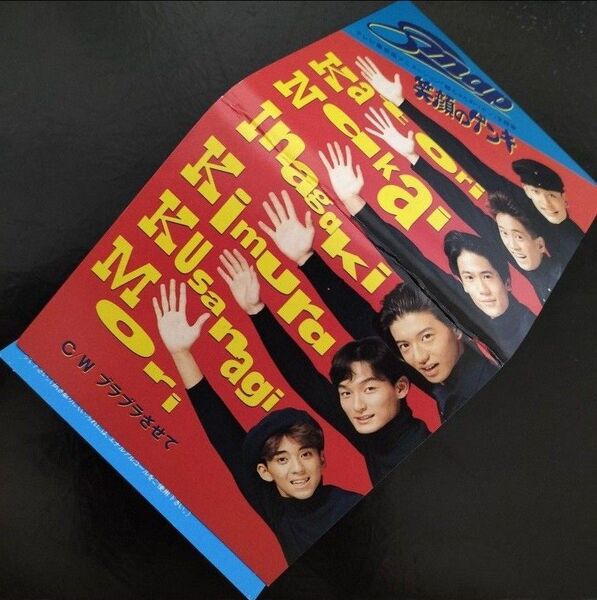 Smap
笑顔のゲンキ
Katori
Nakai
Inagaki
Kimura
Kusanagi
Mori
C/W ブラブラさせて